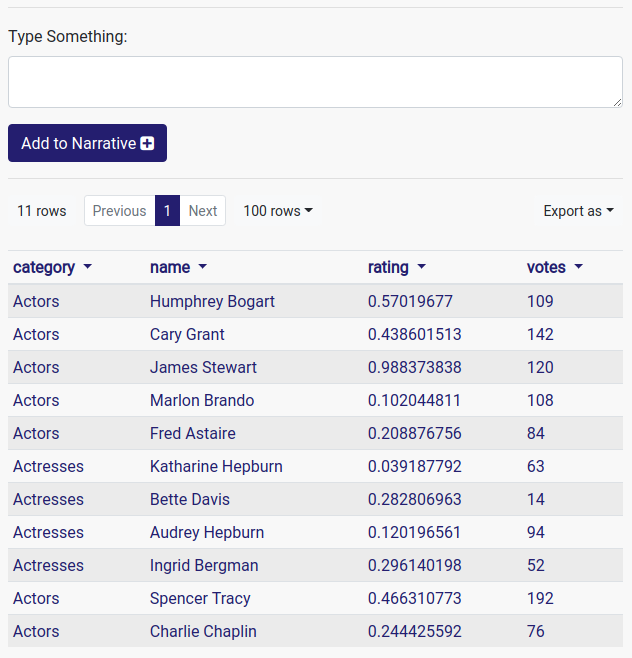 Type Something:
Add to Narrative
11 rows Previous 1 Next 100 rows Export as
category name rating votes
Actors Humphrey Bogart 0.57019677 109
Actors Cary Grant 0.438601513 142
Actors James Stewart 0.988373838 120
Actors Marlon Brando 0.102044811 108
Actors Fred Astaire 0.208876756 84
Actresses Katharine Hepburn 0.039187792 63
Actresses Bette Davis 0.282806963 14
Actresses Audrey Hepburn 0.120196561 94
Actresses Ingrid Bergman 0.296140198 52
Actors Spencer Tracy 0.466310773 192
Actors Charlie Chaplin 0.244425592 76